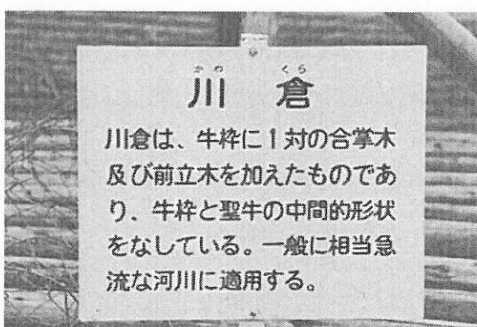 かわ くら
川 倉
川倉は、牛枠に1対の合掌木
及び前立木を加えたものであ
り、牛枠と聖牛の中間的形状
をなしている。一般に相当急
流な河川に適用する。